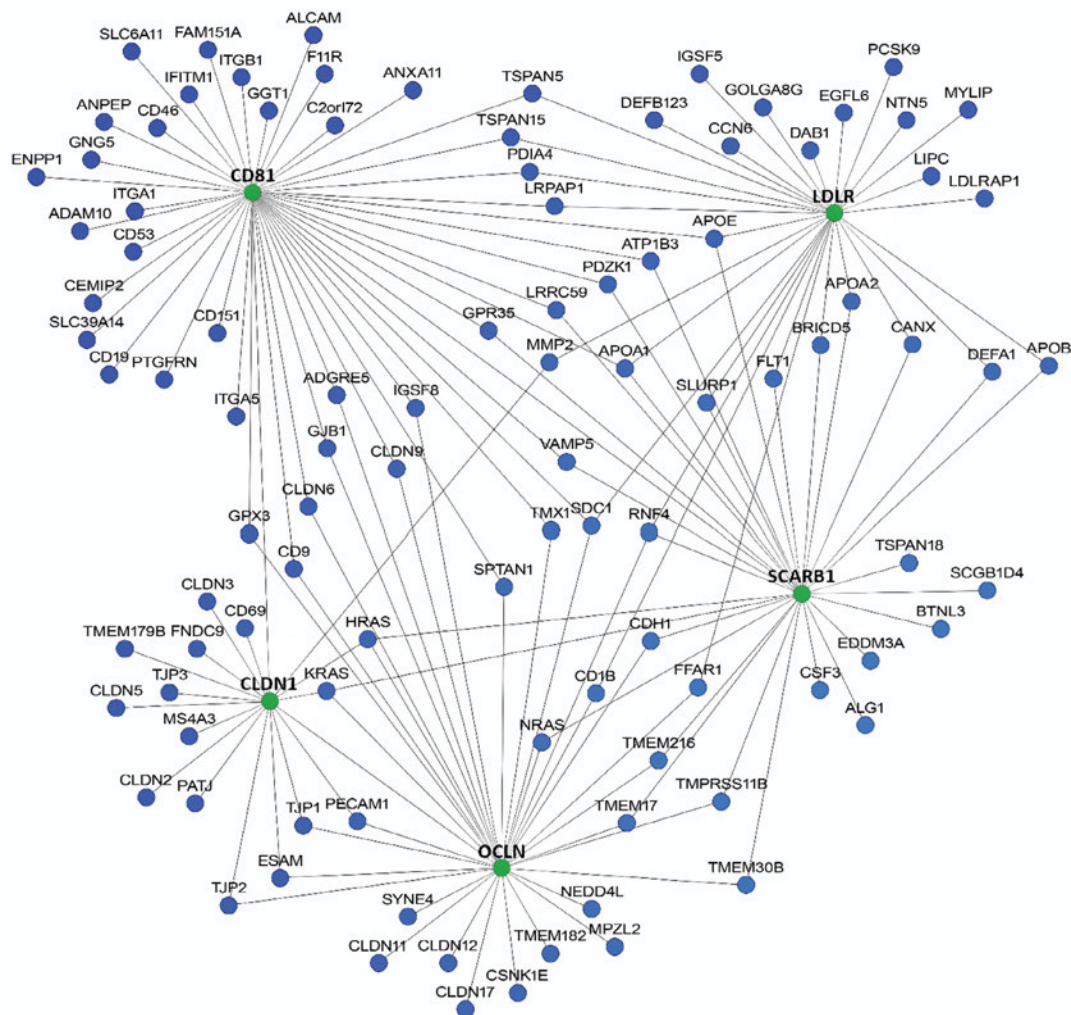 ALCAM
SLC6A11
FAM151A
ITGB1
F11R
IFITM1
GGT1
ANXA11
ANPEP
CD46
C2orl72
GNG5
ENPP1
CD81
ITGA1
ADAM10
CD53
CEMIP2
SLC39A14
CD151
CD19
PTGFRN
ITGA5
TSPAN5
TSPAN15
PDIA4
LRPAP1
IGSF5
PCSK9
DEFB123
GOLGA8G
EGFL6
NTN5
MYLIP
CCN6
DAB1
LIPC
LDLRAP1
LDLR
APOE
ATP1B3
PDZK1
LRRC59
GPR35
MMP2
APOA1
APOA2
BRICD5
CANX
FLT1
DEFA1
APOB
SLURP1
ADGRE5
IGSF8
GJB1
CLDN9
VAMP5
CLDN6
GPX3
CD9
TMX1
SDC1
RNF4
SPTAN1
TSPAN18
SCARB1
SCGB1D4
BTNL3
EDDM3A
CSF3
ALG1
CLDN3
CD69
TMEM179B
FNDC9
HRAS
CDH1
TJP3
CLDN1
KRAS
CLDN5
CD1B
FFAR1
MS4A3
NRAS
CLDN2
PATJ
TMEM216
TJP1
PECAM1
TMPRSS11B
TMEM17
OCLN
ESAM
TJP2
TMEM30B
SYNE4
NEDD4L
CLDN11
CLDN12
TMEM182
MPZL2
CLDN17
CSNK1E